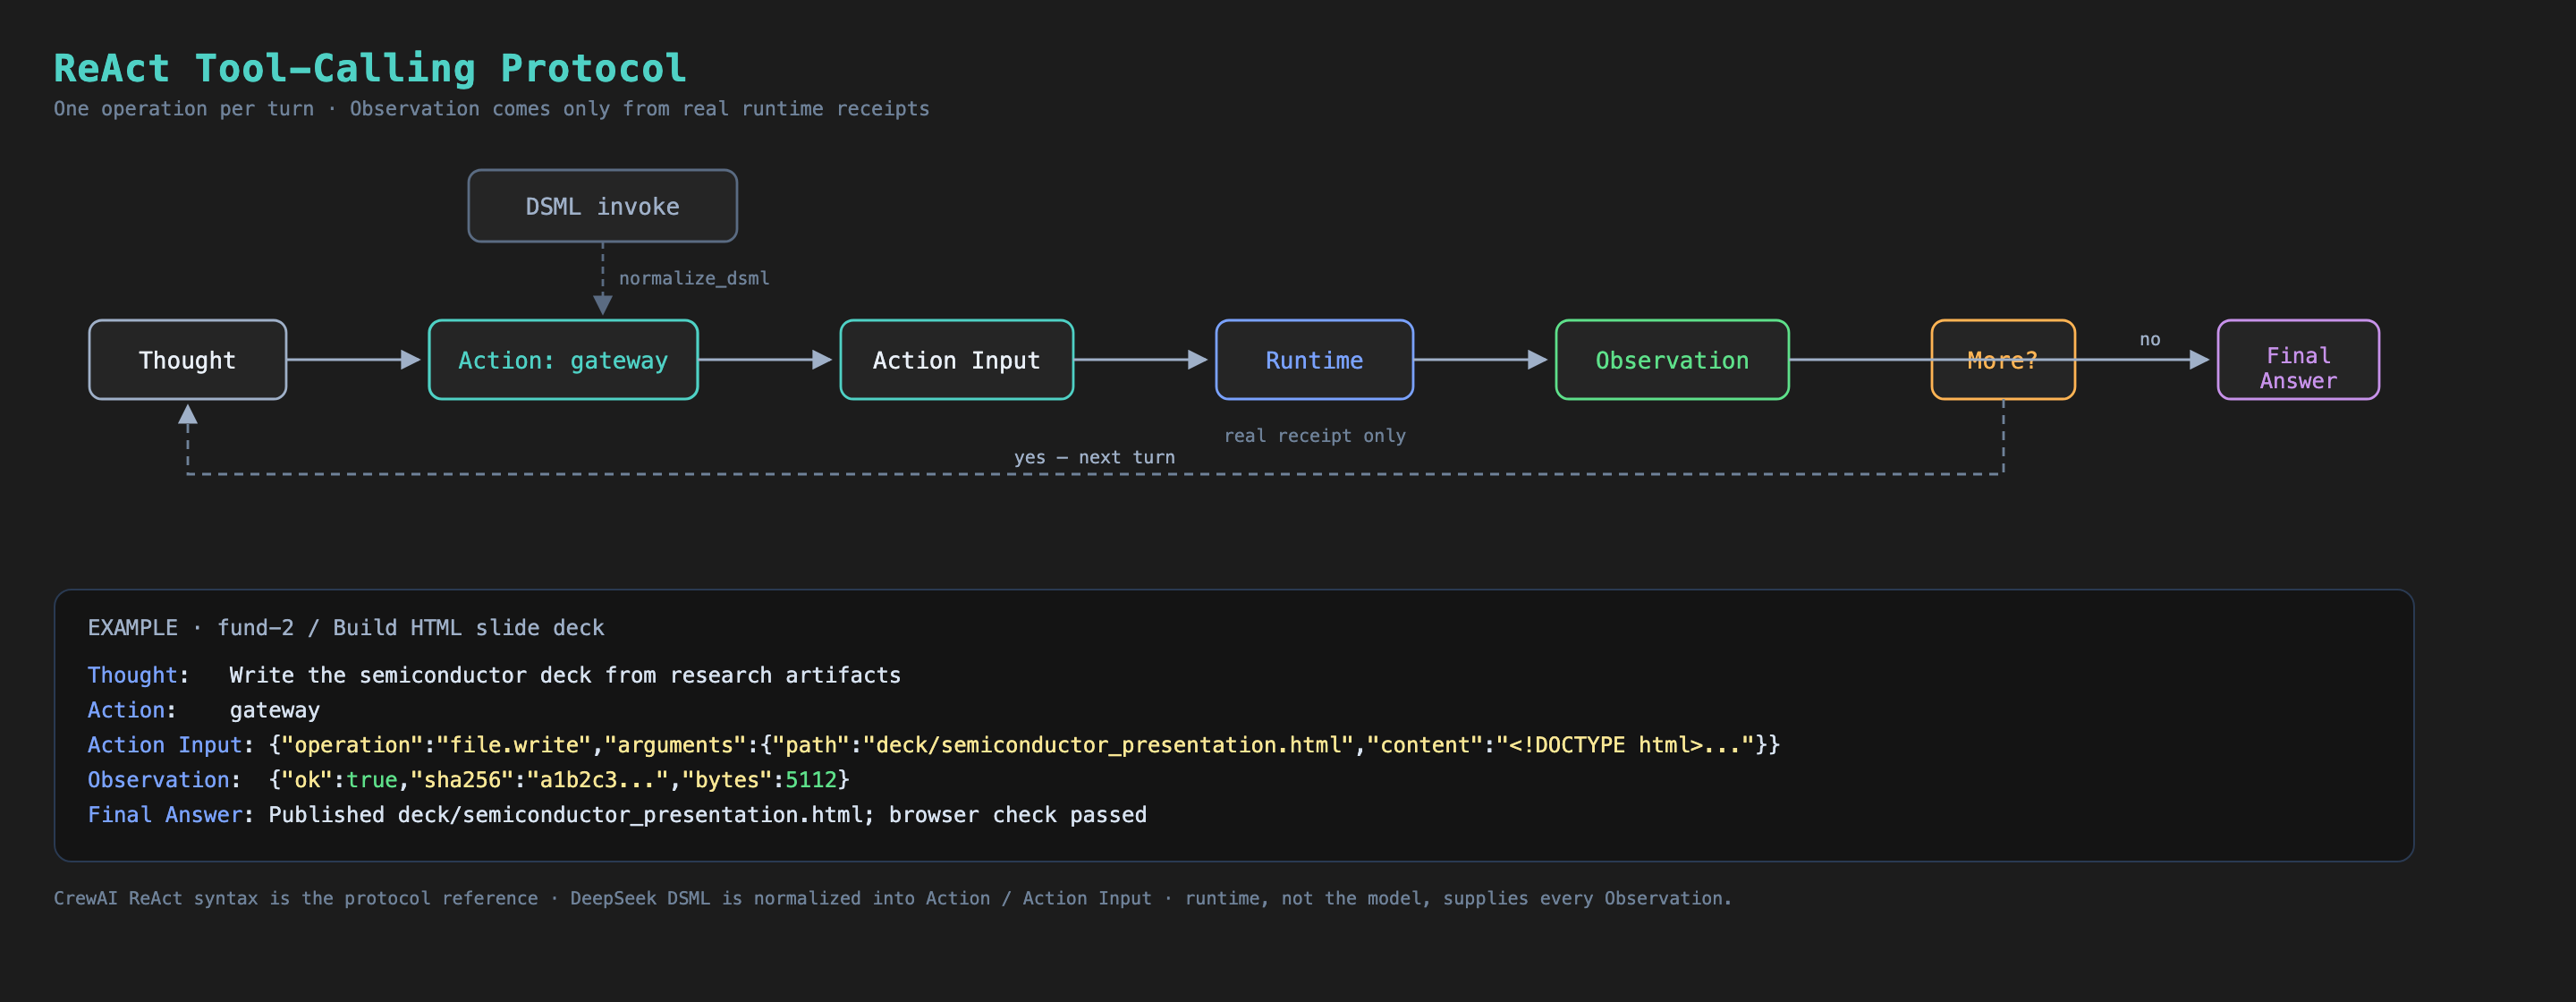 ReAct Tool-Calling Protocol
One operation per turn · Observation comes only from real runtime receipts
DSML invoke
normalize_dsml
Thought
Action: gateway
Action Input
Runtime
Observation
More?
no
Final
Answer
real receipt only
yes — next turn
EXAMPLE · fund-2 / Build HTML slide deck
Thought: Write the semiconductor deck from research artifacts
Action: gateway
Action Input: {"operation":"file.write","arguments":{"path":"deck/semiconductor_presentation.html","content":"<!DOCTYPE html>..."}}
Observation: {"ok":true,"sha256":"a1b2c3...","bytes":5112}
Final Answer: Published deck/semiconductor_presentation.html; browser check passed
CrewAI ReAct syntax is the protocol reference · DeepSeek DSML is normalized into Action / Action Input · runtime, not the model, supplies every Observation.